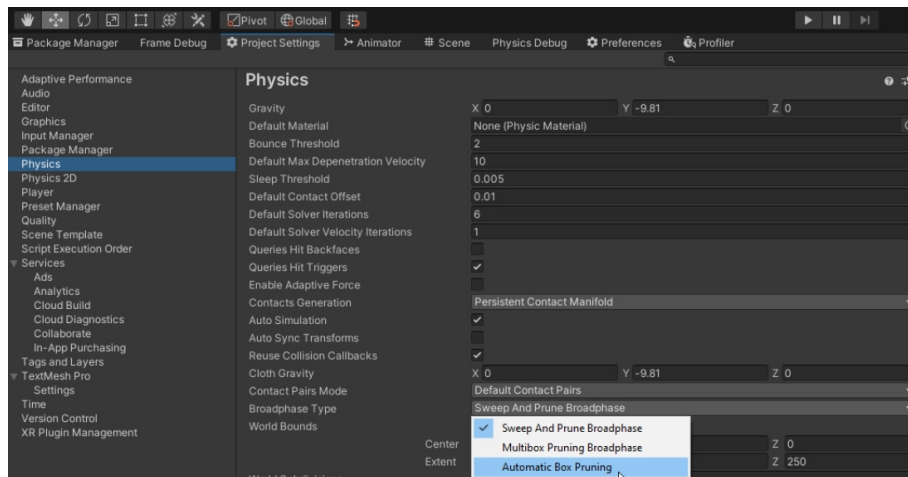 Pivot Global
Package Manager Frame Debug Project Settings Animator Scene Physics Debug Preferences Profiler
Adaptive Performance
Audio
Editor
Graphics
Input Manager
Package Manager
Physics
Physics 2D
Player
Preset Manager
Quality
Scene Template
Script Execution Order
Services
Ads
Analytics
Cloud Build
Cloud Diagnostics
Collaborate
In-App Purchasing
Tags and Layers
TextMesh Pro
Settings
Time
Version Control
XR Plugin Management
Physics
Gravity X 0 Y -9.81 Z 0
Default Material None (Physic Material)
Bounce Threshold 2
Default Max Depenetration Velocity 10
Sleep Threshold 0.005
Default Contact Offset 0.01
Default Solver Iterations 6
Default Solver Velocity Iterations 1
Queries Hit Backfaces
Queries Hit Triggers
Enable Adaptive Force
Contacts Generation Persistent Contact Manifold
Auto Simulation
Auto Sync Transforms
Reuse Collision Callbacks
Cloth Gravity X 0 Y -9.81 Z 0
Contact Pairs Mode Default Contact Pairs
Broadphase Type Sweep And Prune Broadphase
World Bounds Sweep And Prune Broadphase
Center Multibox Pruning Broadphase Z 0
Extent Automatic Box Pruning Z 250